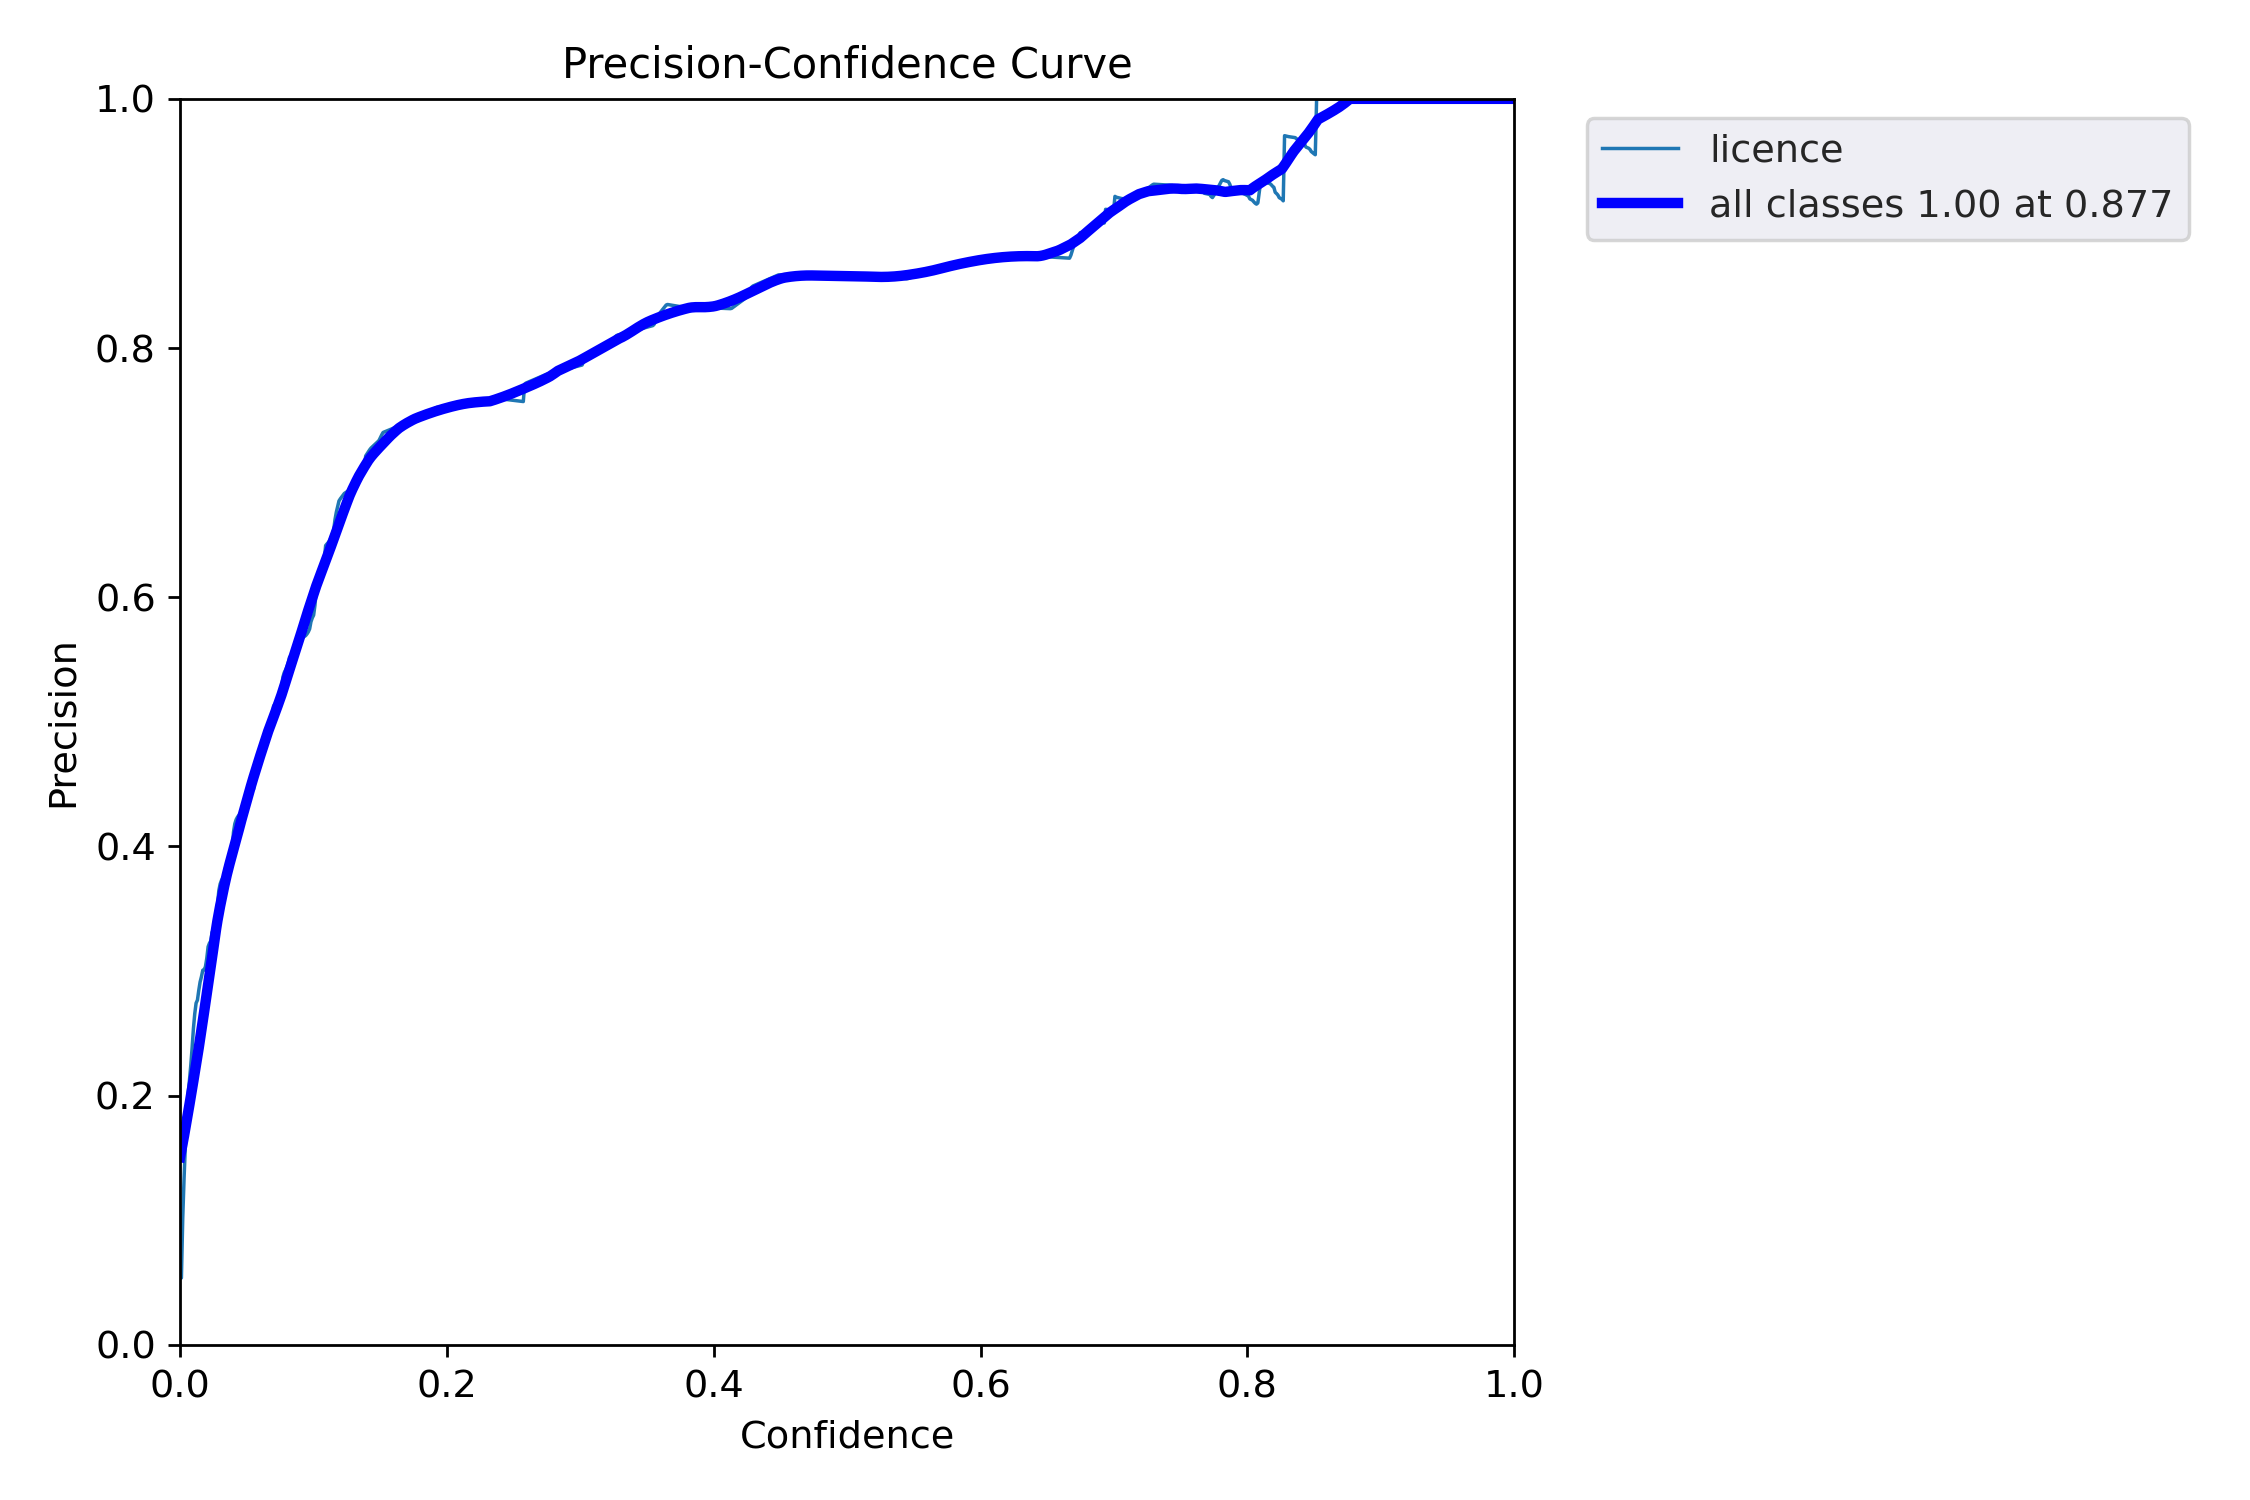 Precision-Confidence Curve
1.0
0.8
0.6
0.4
0.2
0.0
Precision
0.0 0.2 0.4 0.6 0.8 1.0
Confidence
licence
all classes 1.00 at 0.877